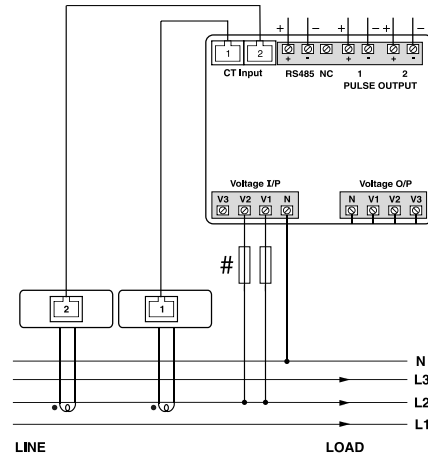 + − + − + −
1 2
+ - + - + -
CT Input RS485 NC 1 2
PULSE OUTPUT
Voltage I/P Voltage O/P
V3 V2 V1 N N V1 V2 V3
#
2 1
N
L3
L2
L1
LINE LOAD